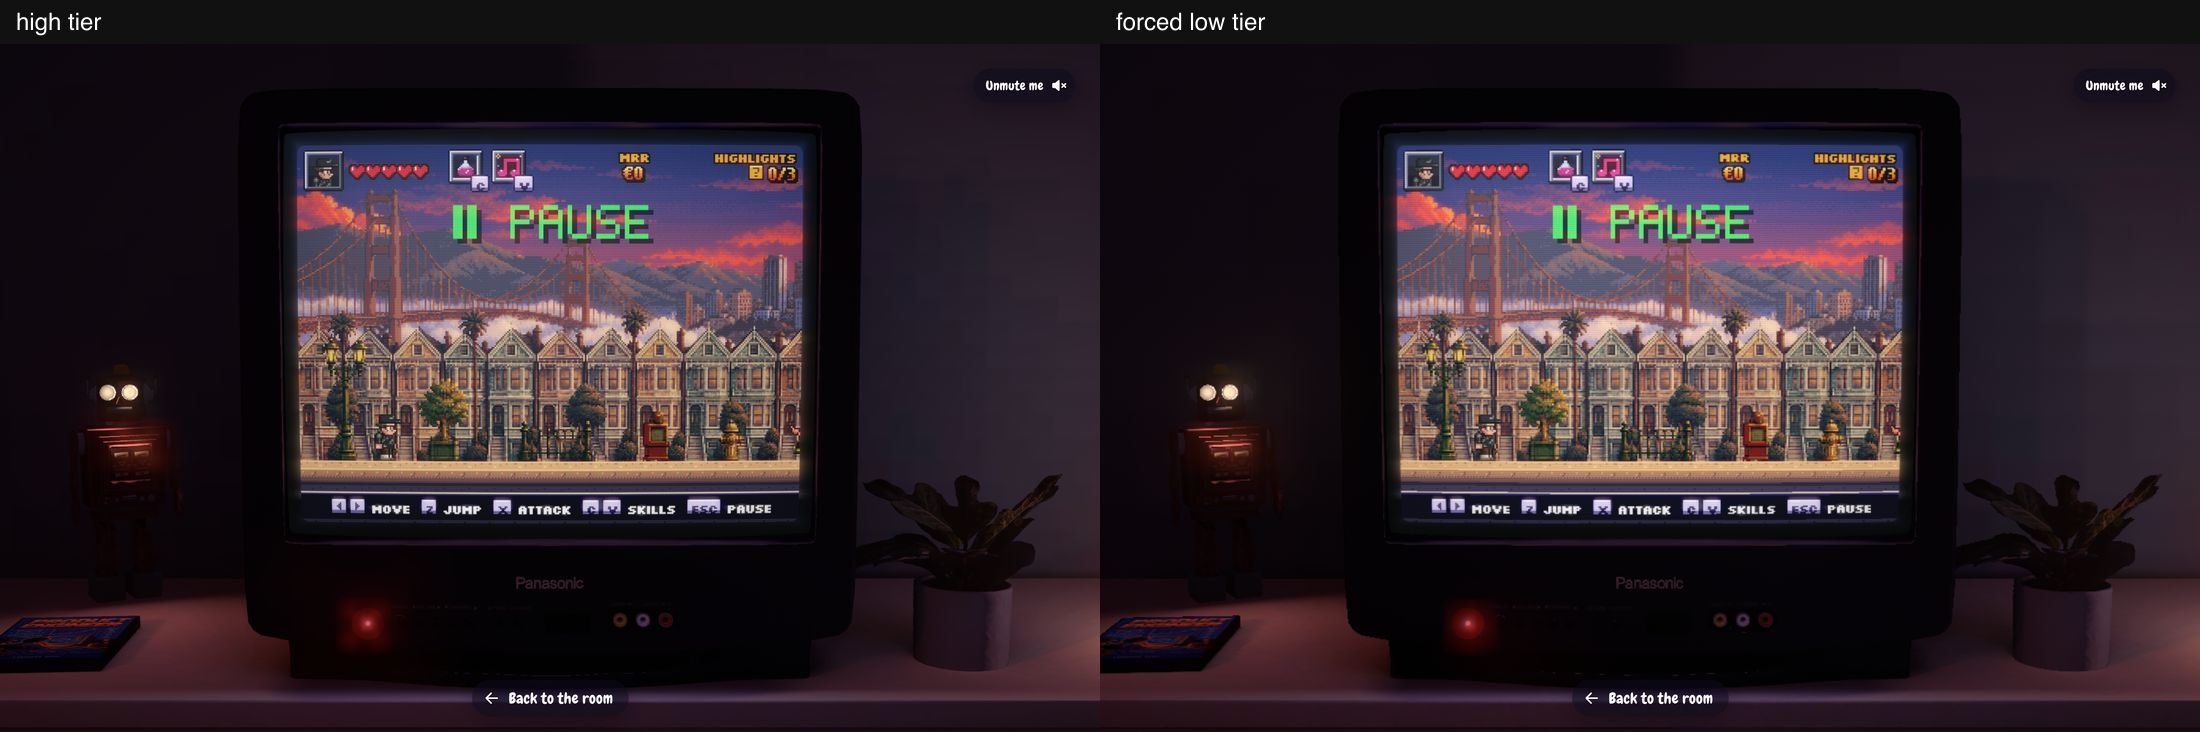 high tier
Unmute me
MRR
€0
HIGHLIGHTS
? 0/3
C
V
PAUSE
MOVE Z JUMP X ATTACK C V SKILLS ESC PAUSE
Panasonic
Back to the room
forced low tier
Unmute me
MRR
€0
HIGHLIGHTS
? 0/3
C
V
PAUSE
MOVE Z JUMP X ATTACK C V SKILLS ESC PAUSE
Panasonic
Back to the room